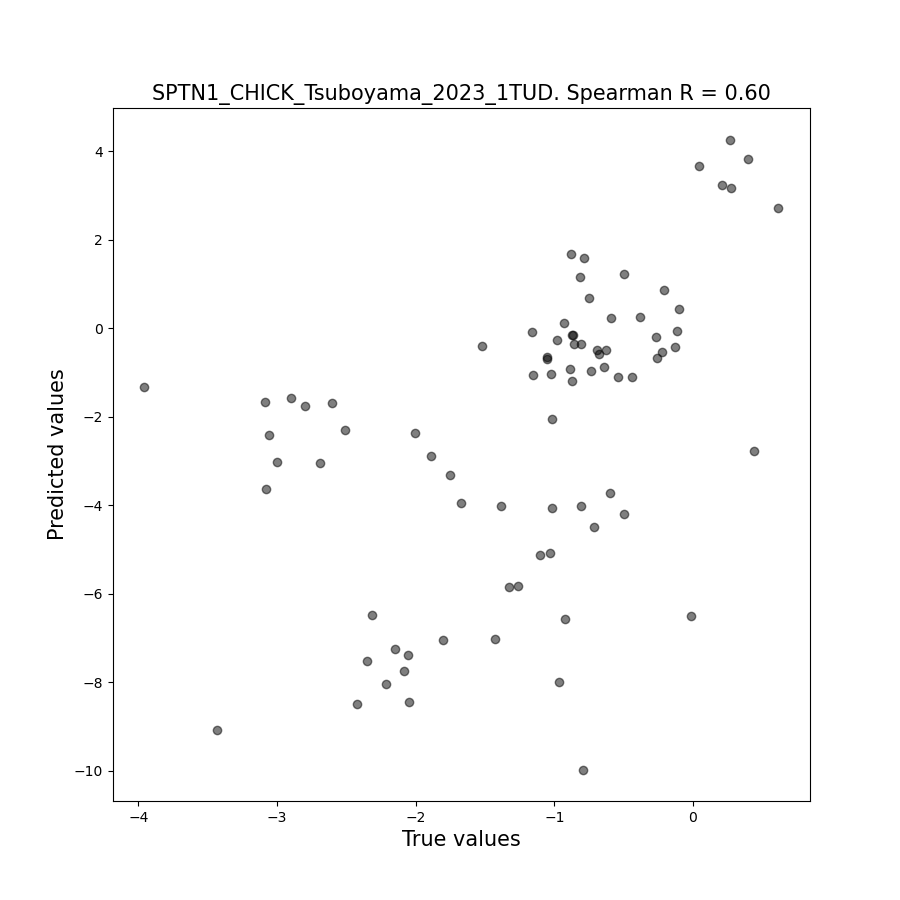 SPTN1_CHICK_Tsuboyama_2023_1TUD. Spearman R = 0.60
Predicted values
4
2
0
−2
−4
−6
−8
−10
−4 −3 −2 −1 0
True values